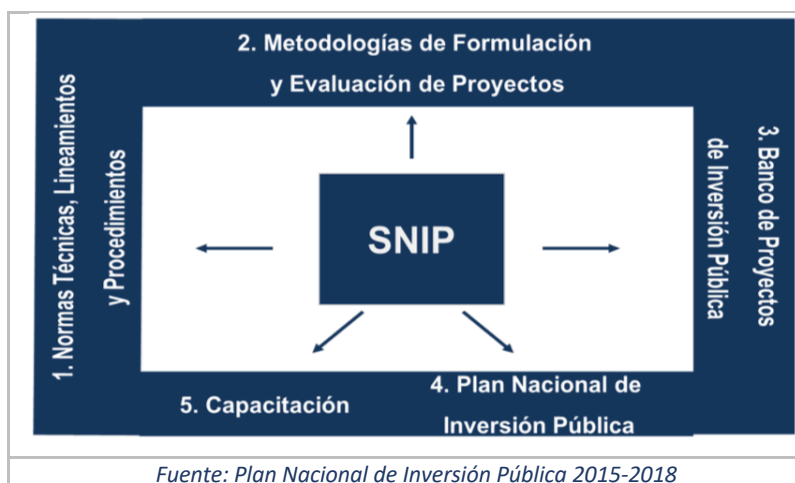 2. Metodologías de Formulación
y Evaluación de Proyectos
1. Normas Técnicas, Lineamientos
y Procedimientos
SNIP
3. Banco de Proyectos
de Inversión Pública
5. Capacitación
4. Plan Nacional de
Inversión Pública
Fuente: Plan Nacional de Inversión Pública 2015-2018